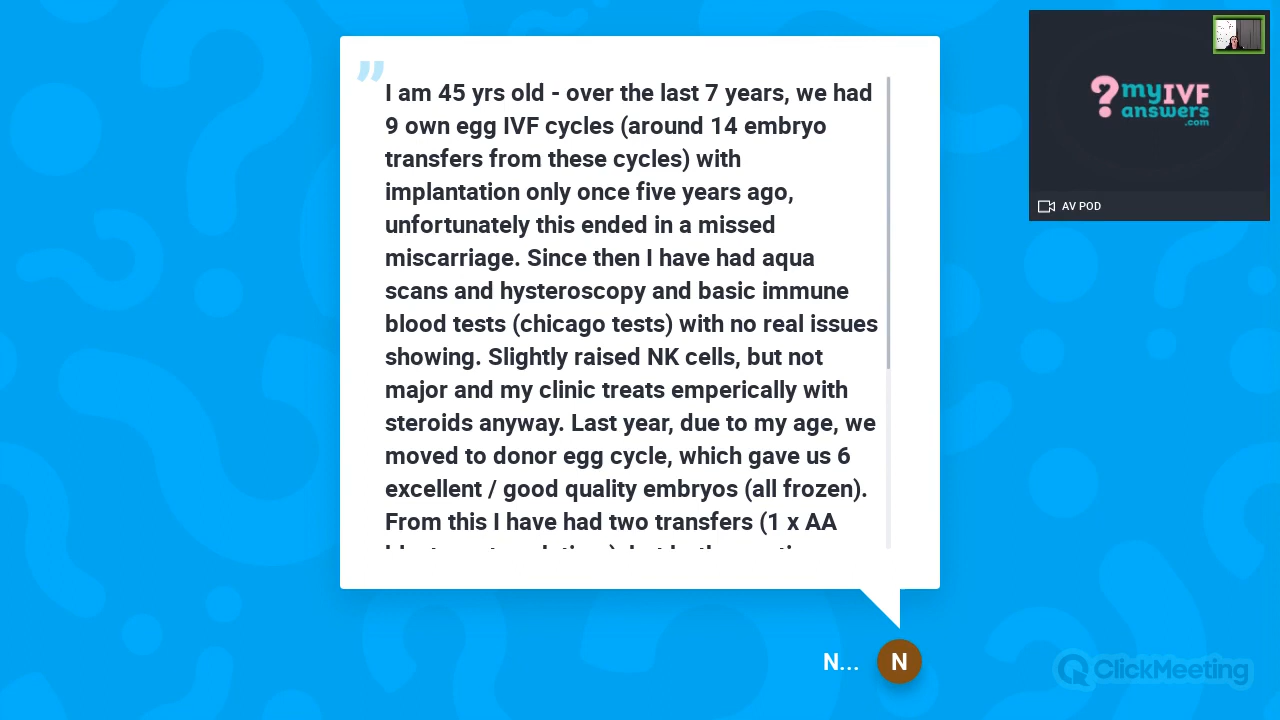 I am 45 yrs old - over the last 7 years, we had
9 own egg IVF cycles (around 14 embryo
transfers from these cycles) with
implantation only once five years ago,
unfortunately this ended in a missed
miscarriage. Since then I have had aqua
scans and hysteroscopy and basic immune
blood tests (chicago tests) with no real issues
showing. Slightly raised NK cells, but not
major and my clinic treats emperically with
steroids anyway. Last year, due to my age, we
moved to donor egg cycle, which gave us 6
excellent / good quality embryos (all frozen).
From this I have had two transfers (1 x AA
N...
N
?myIVF
answers
.com
AV POD
ClickMeeting